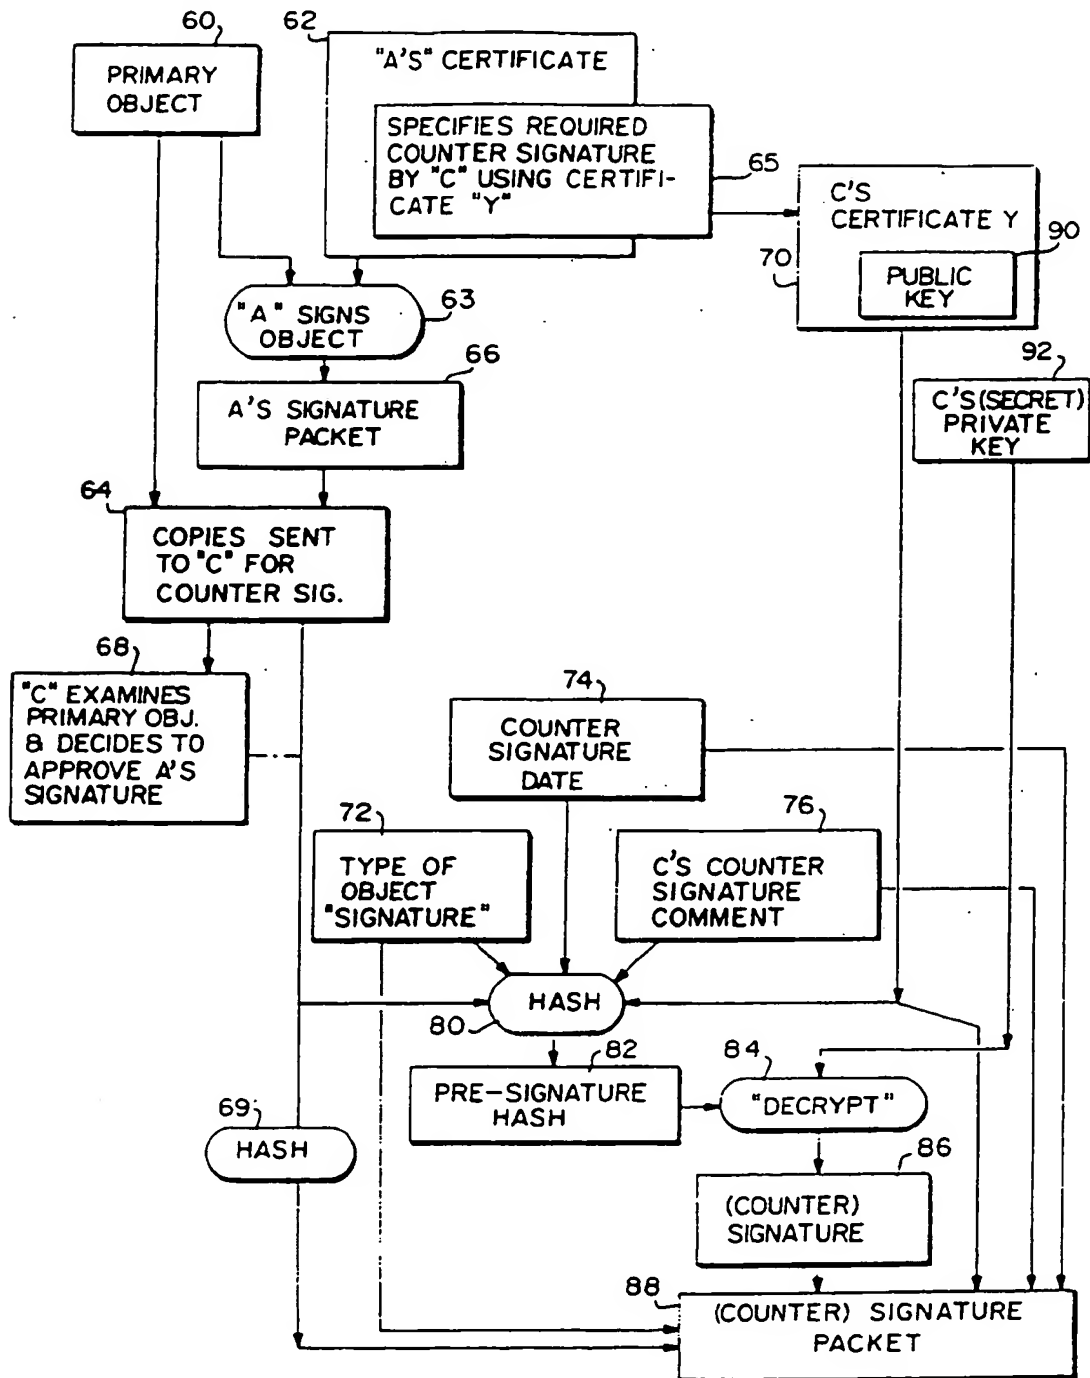 60
PRIMARY
OBJECT
62
"A'S" CERTIFICATE
SPECIFIES REQUIRED
COUNTER SIGNATURE
BY "C" USING CERTIFI-
CATE "Y"
65
C'S
CERTIFICATE Y
70
90
PUBLIC
KEY
"A" SIGNS
OBJECT
63
66
A'S SIGNATURE
PACKET
92
C'S (SECRET)
PRIVATE
KEY
64
COPIES SENT
TO "C" FOR
COUNTER SIG.
68
"C" EXAMINES
PRIMARY OBJ.
& DECIDES TO
APPROVE A'S
SIGNATURE
74
COUNTER
SIGNATURE
DATE
72
TYPE OF
OBJECT
"SIGNATURE"
76
C'S COUNTER
SIGNATURE
COMMENT
HASH
80
82
PRE-SIGNATURE
HASH
84
"DECRYPT"
69
HASH
86
(COUNTER)
SIGNATURE
88
(COUNTER) SIGNATURE
PACKET